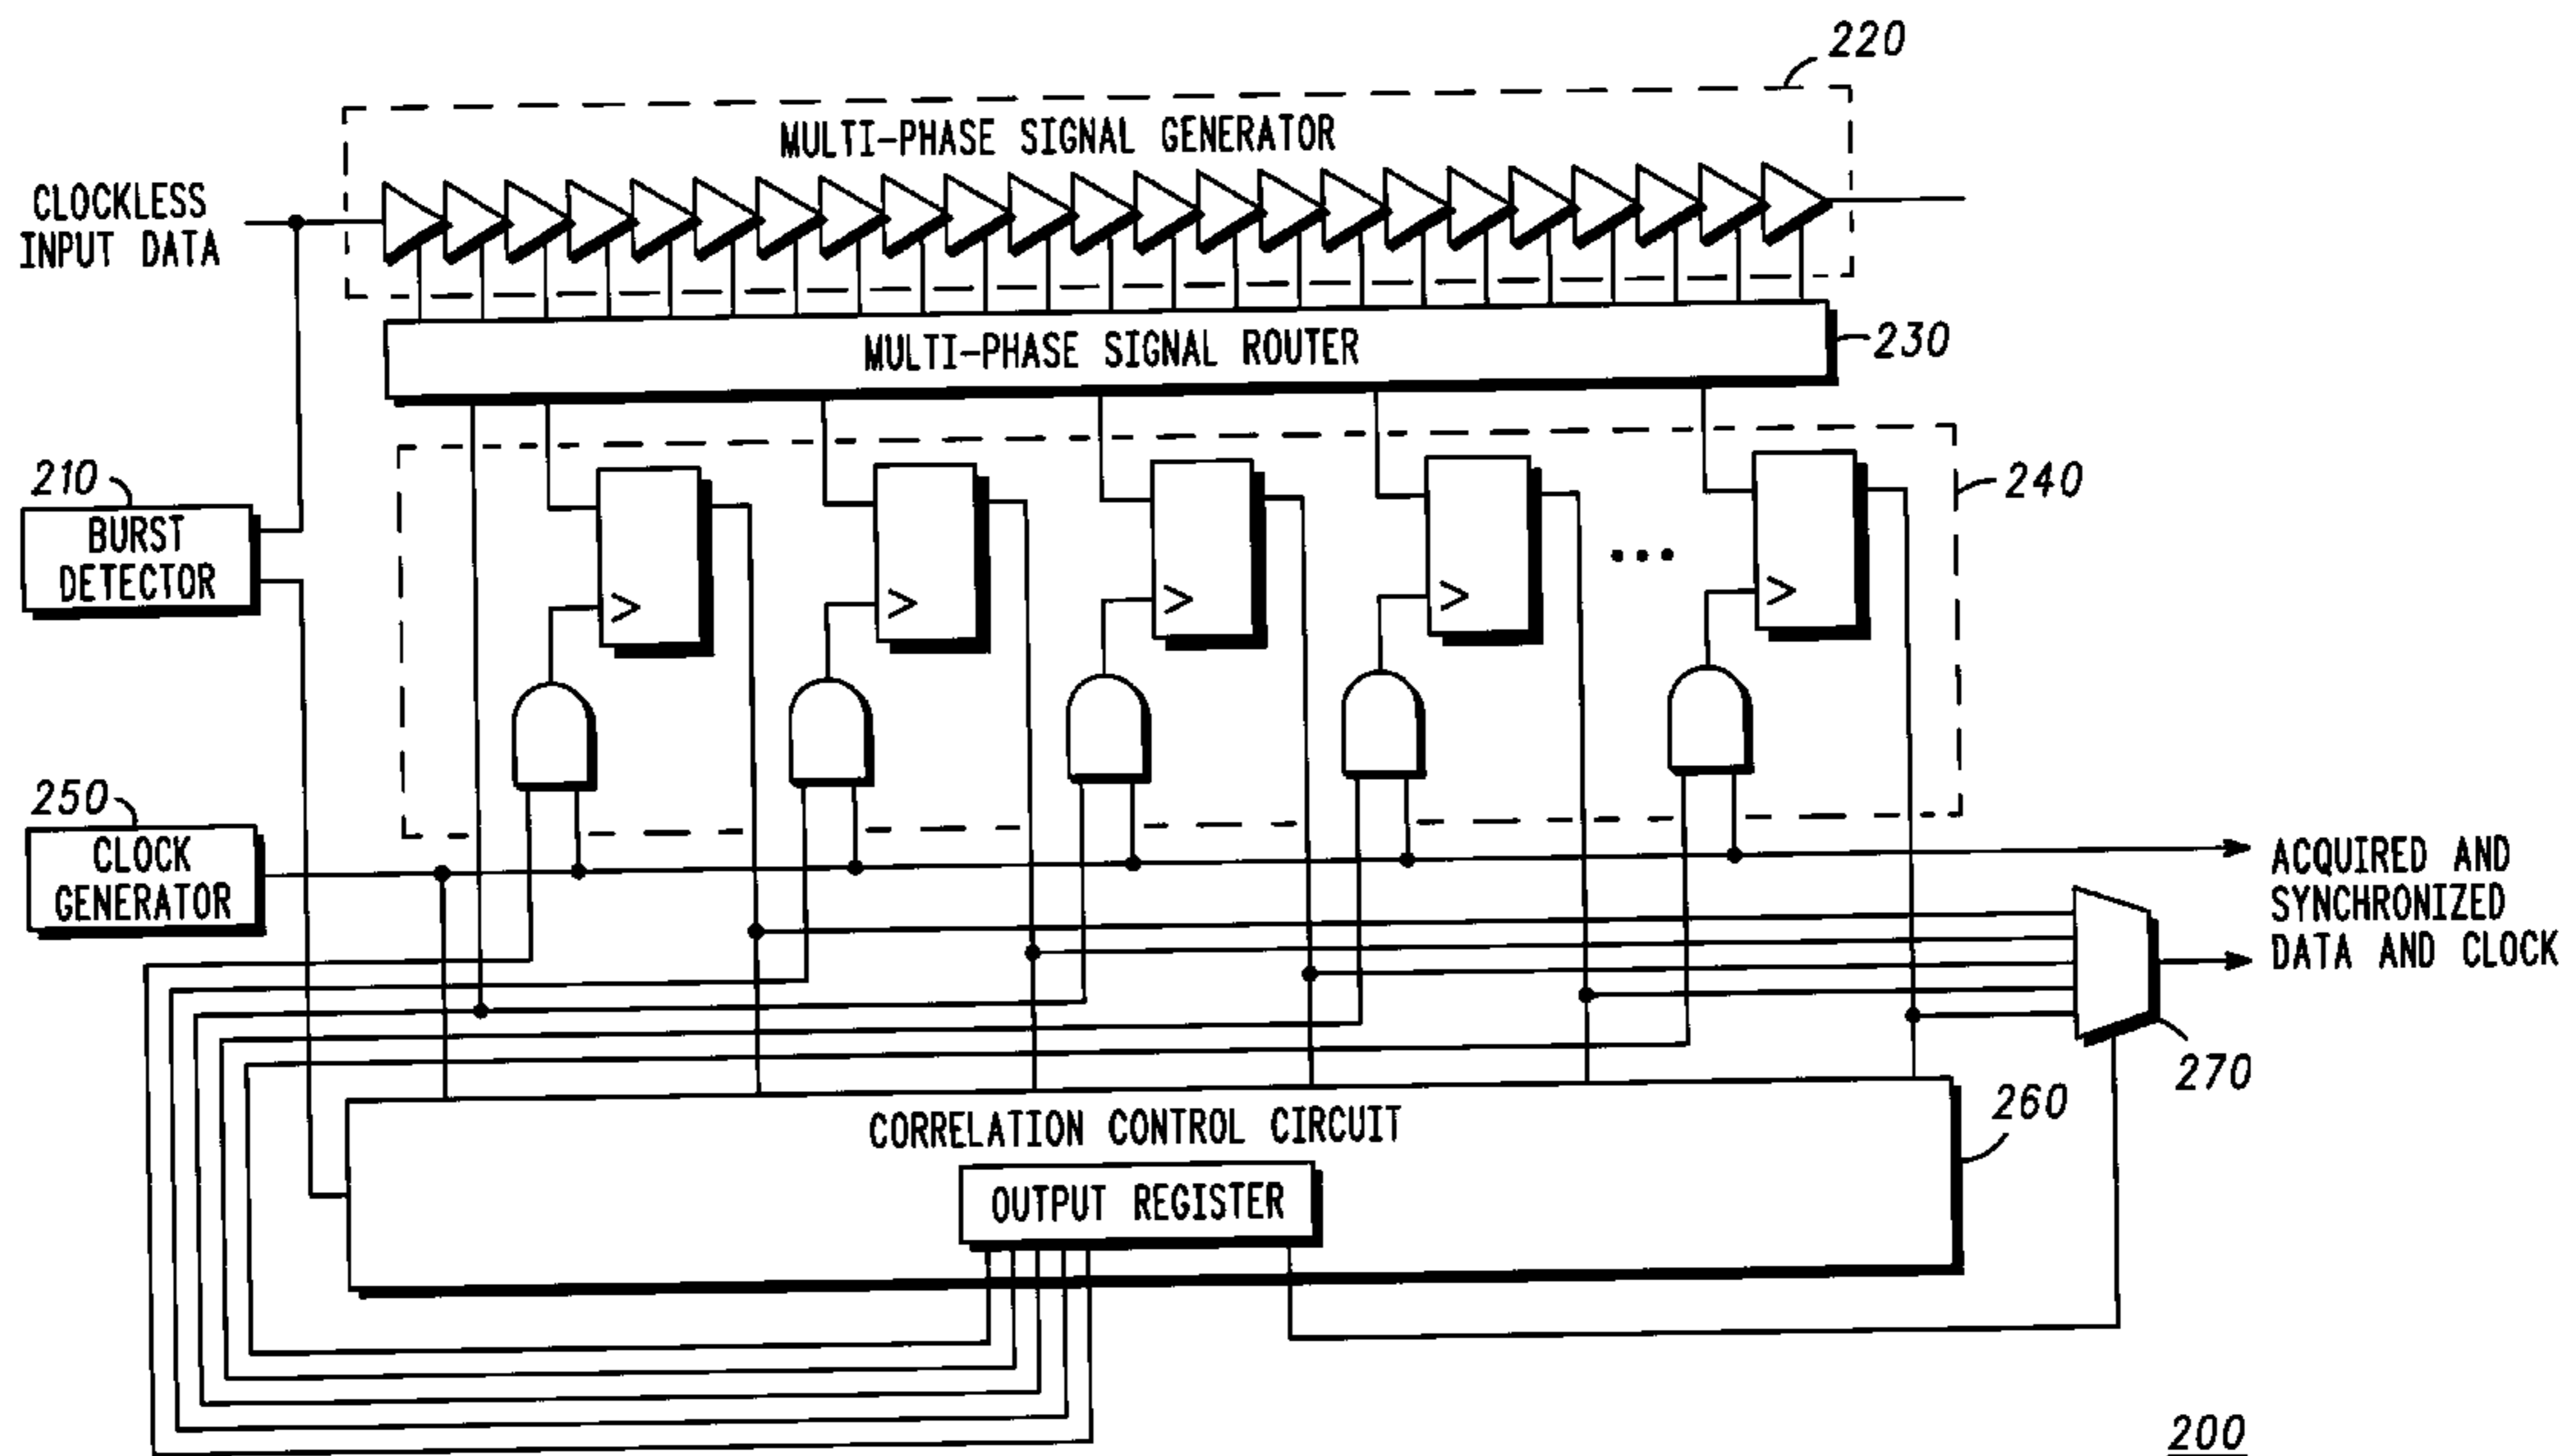 220
MULTI-PHASE SIGNAL GENERATOR
CLOCKLESS
INPUT DATA
MULTI-PHASE SIGNAL ROUTER
230
210
BURST
DETECTOR
240
250
CLOCK
GENERATOR
ACQUIRED AND
SYNCHRONIZED
DATA AND CLOCK
270
260
CORRELATION CONTROL CIRCUIT
OUTPUT REGISTER
200